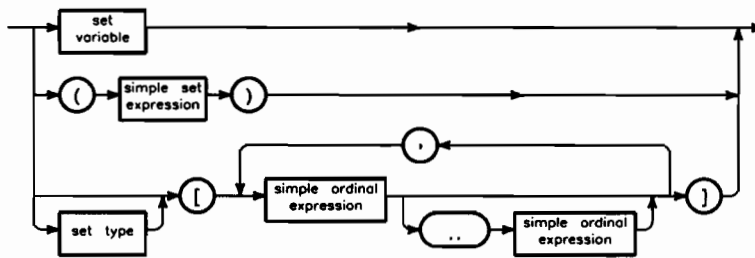 set
variable
( simple set )
expression
,
[ simple ordinal ]
expression
set type
.. simple ordinal
expression